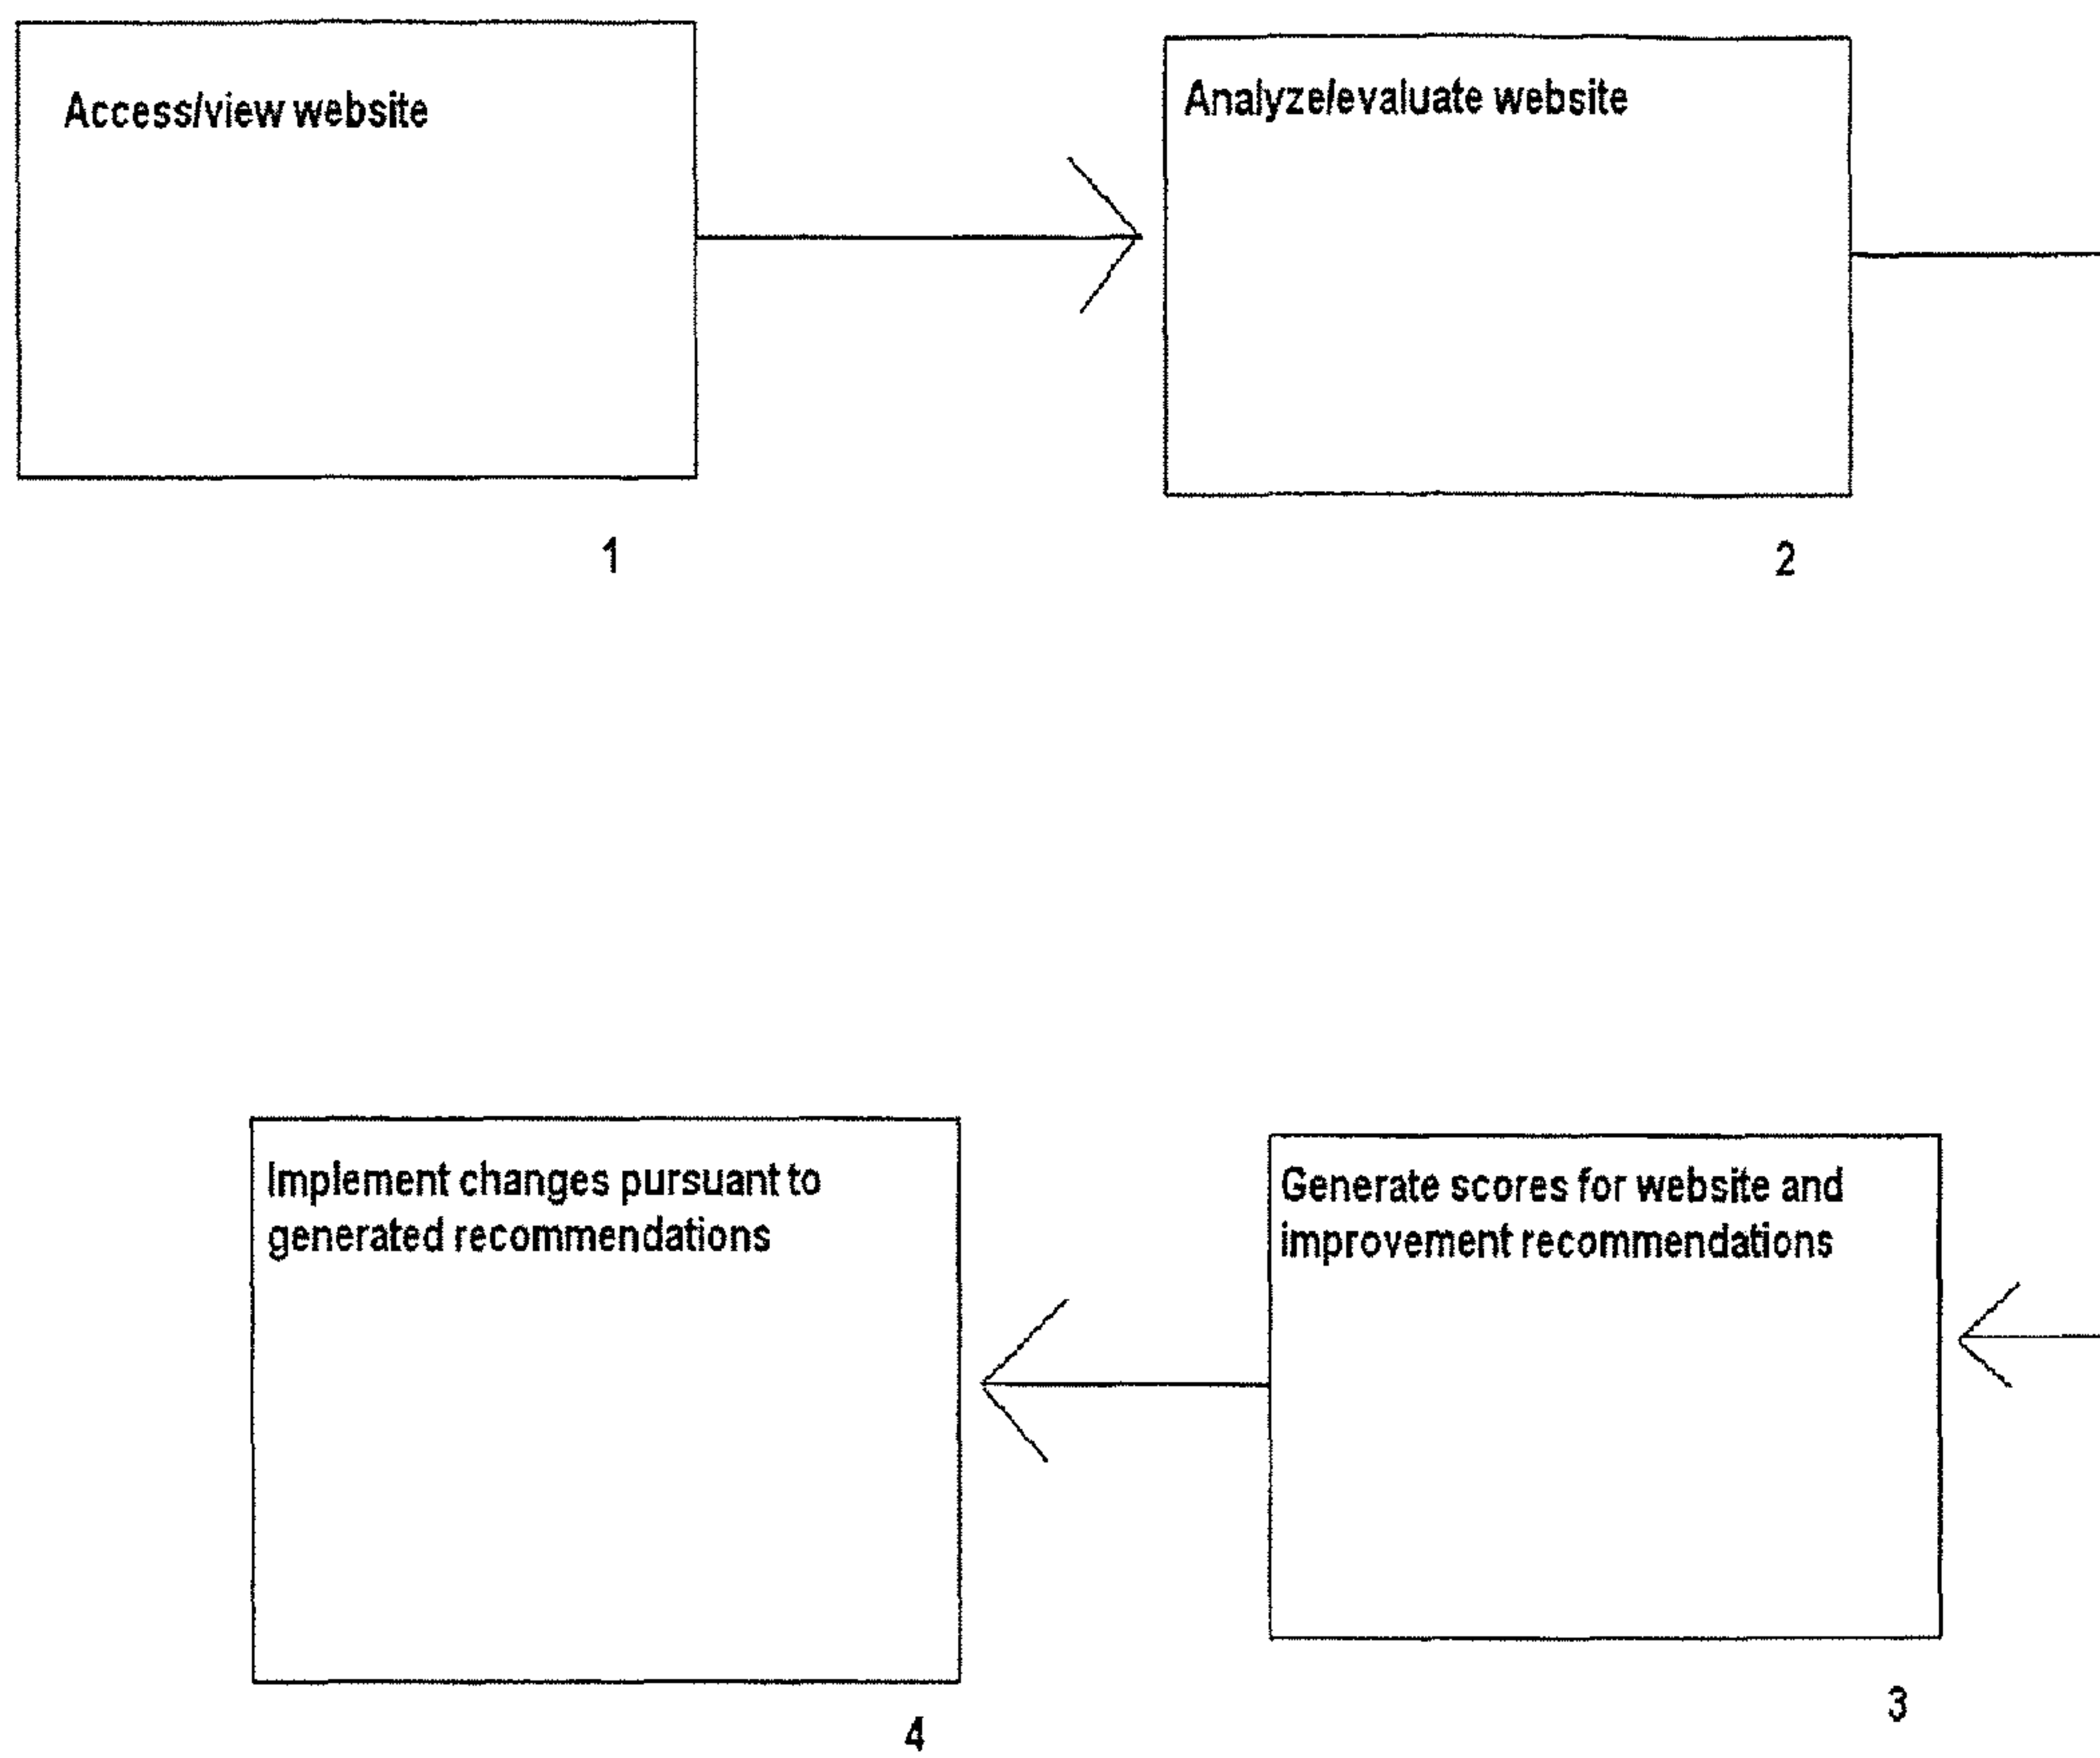 Access/view website
Analyze/evaluate website
1
2
Implement changes pursuant to
generated recommendations
Generate scores for website and
improvement recommendations
3
4